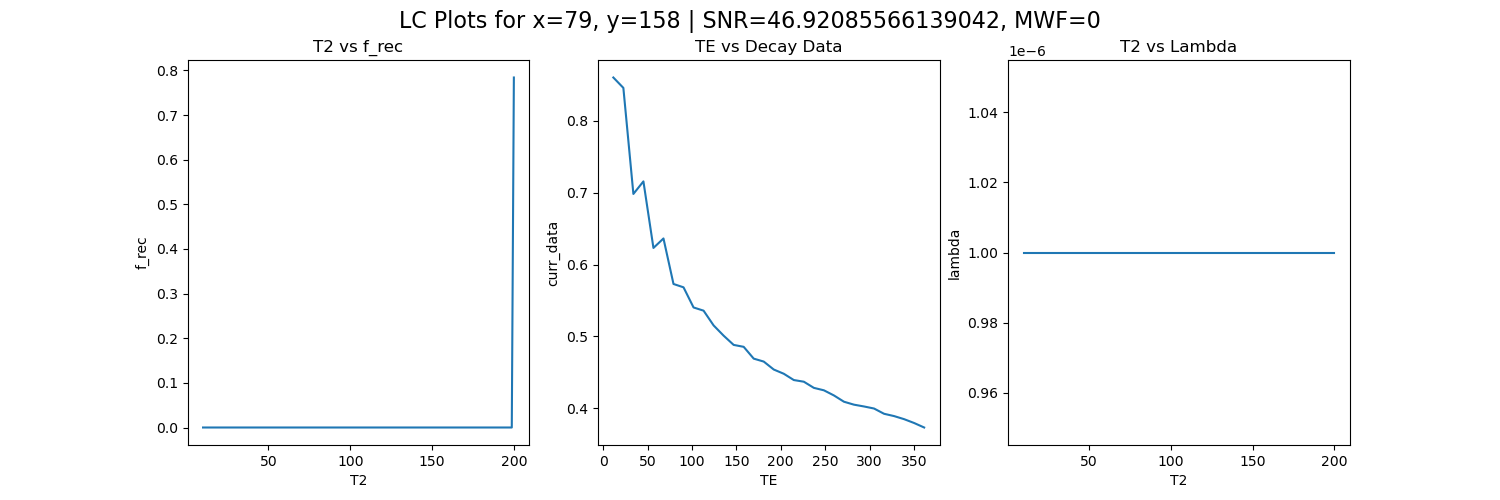 LC Plots for x=79, y=158 | SNR=46.92085566139042, MWF=0
T2 vs f_rec
0.8
0.7
0.6
0.5
0.4
0.3
0.2
0.1
0.0
f_rec
50 100 150 200
T2
TE vs Decay Data
0.8
0.7
0.6
0.5
0.4
curr_data
0 50 100 150 200 250 300 350
TE
T2 vs Lambda
1e−6
1.04
1.02
1.00
0.98
0.96
lambda
50 100 150 200
T2